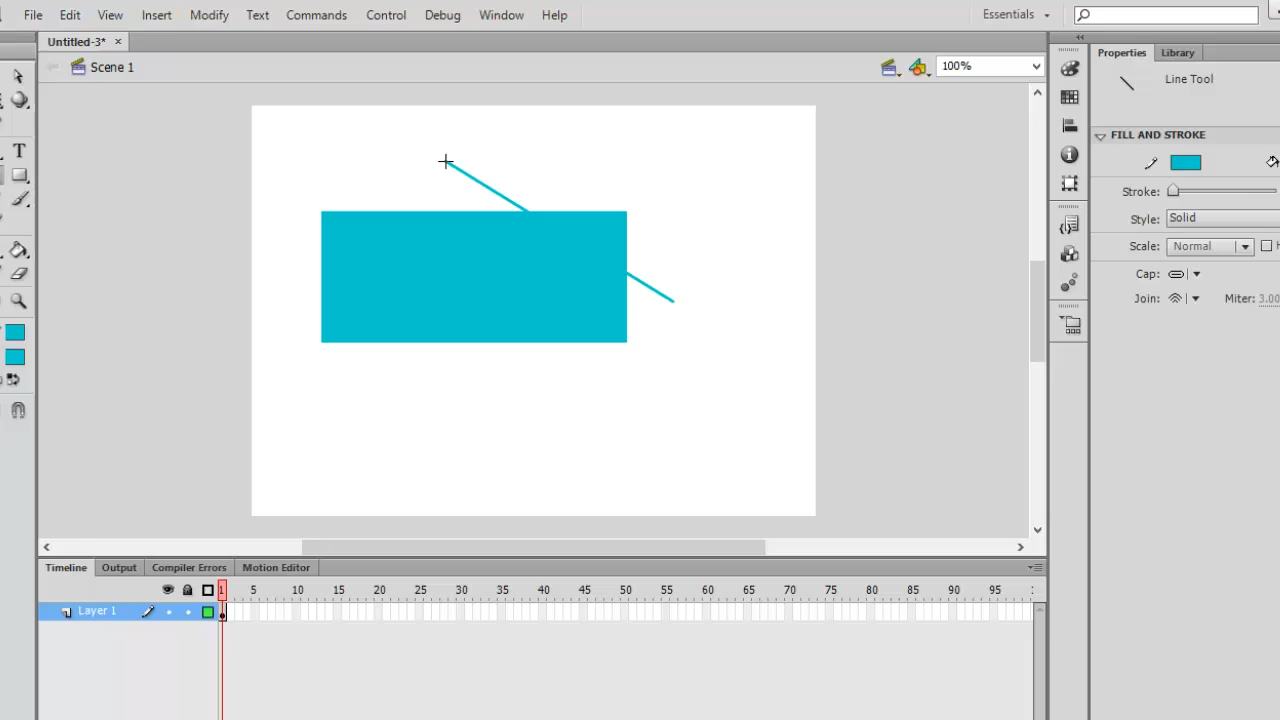 File Edit View Insert Modify Text Commands Control Debug Window Help Essentials
Untitled-3* ×
Scene 1 100%
Properties Library
Line Tool
FILL AND STROKE
Stroke:
Style: Solid
Scale: Normal
Cap:
Join: Miter: 3.00
T
Timeline Output Compiler Errors Motion Editor
1 5 10 15 20 25 30 35 40 45 50 55 60 65 70 75 80 85 90 95
Layer 1